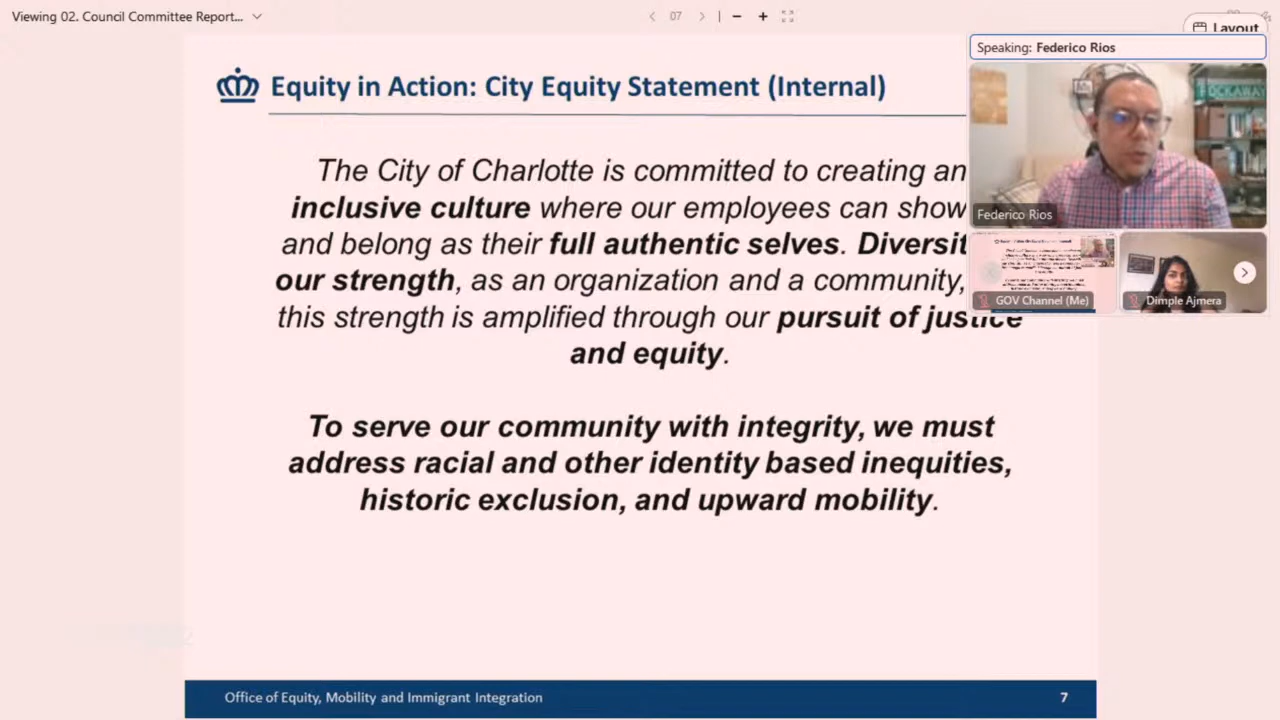 Viewing 02. Council Committee Report...
07
Layout
Speaking: Federico Rios
Equity in Action: City Equity Statement (Internal)
ROCKAWAY
Federico Rios
The City of Charlotte is committed to creating an
inclusive culture where our employees can show
and belong as their full authentic selves. Diversit
our strength, as an organization and a community,
this strength is amplified through our pursuit of justice
and equity.
GOV Channel (Me)
Dimple Ajmera
To serve our community with integrity, we must
address racial and other identity based inequities,
historic exclusion, and upward mobility.
Office of Equity, Mobility and Immigrant Integration
7